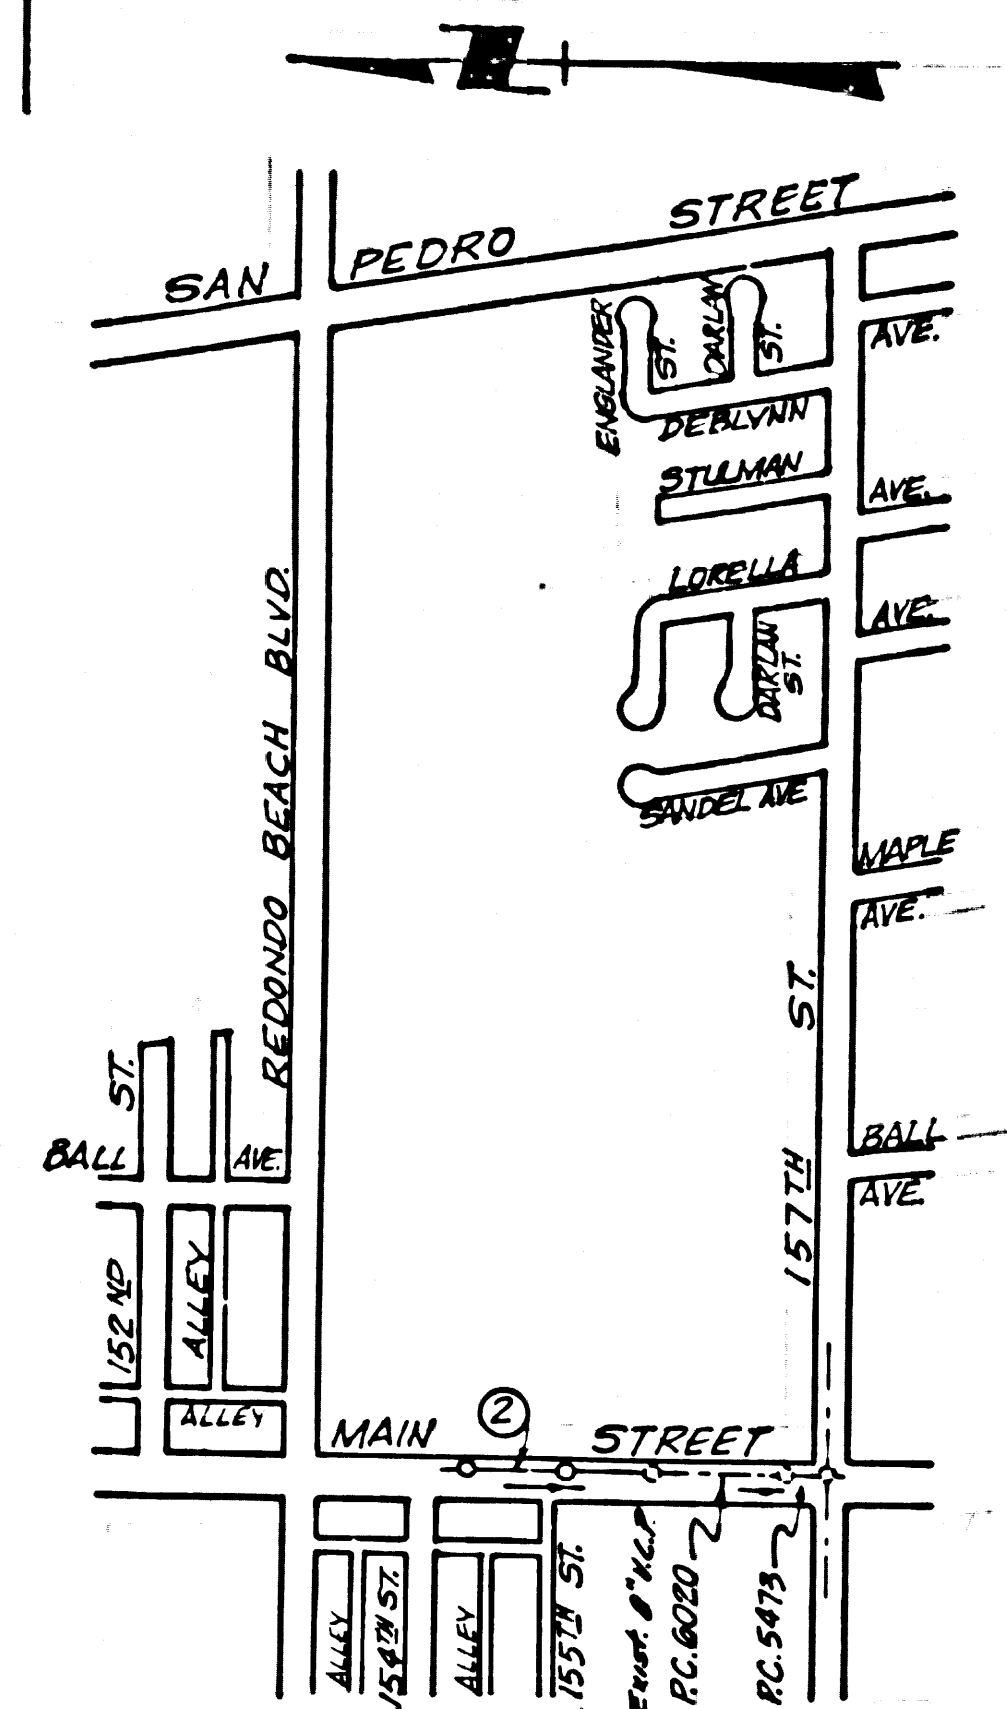 N
SAN PEDRO STREET
ENGLANDER ST.
DARLAN ST.
DEBLYNN AVE.
STULMAN AVE.
LORELLA AVE.
DARLAN ST.
SANDEL AVE
MAPLE AVE.
REDONDO BEACH BLVD.
157TH ST.
BALL AVE.
BALL AVE.
152ND ST.
ALLEY
ALLEY
MAIN STREET
2
ALLEY
154TH ST.
ALLEY
155TH ST.
EXIST. 8" V.C.P.
P.C. 6020
P.C. 5473